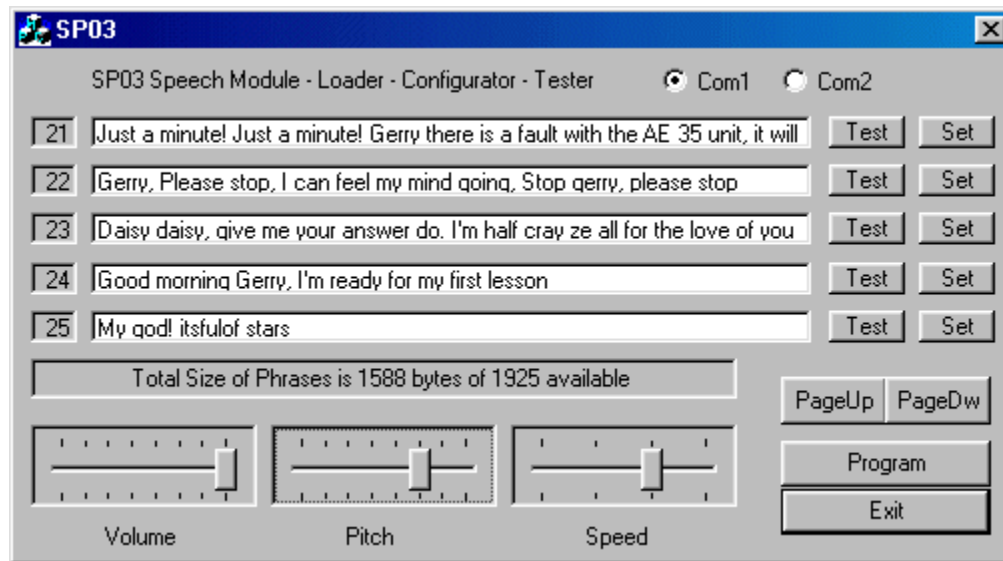 SP03
SP03 Speech Module - Loader - Configurator - Tester Com1 Com2
21 Just a minute! Just a minute! Gerry there is a fault with the AE 35 unit, it will Test Set
22 Gerry, Please stop, I can feel my mind going, Stop gerry, please stop Test Set
23 Daisy daisy, give me your answer do. I'm half cray ze all for the love of you Test Set
24 Good morning Gerry, I'm ready for my first lesson Test Set
25 My god! itsfulof stars Test Set
Total Size of Phrases is 1588 bytes of 1925 available
PageUp PageDw
Program
Exit
Volume Pitch Speed